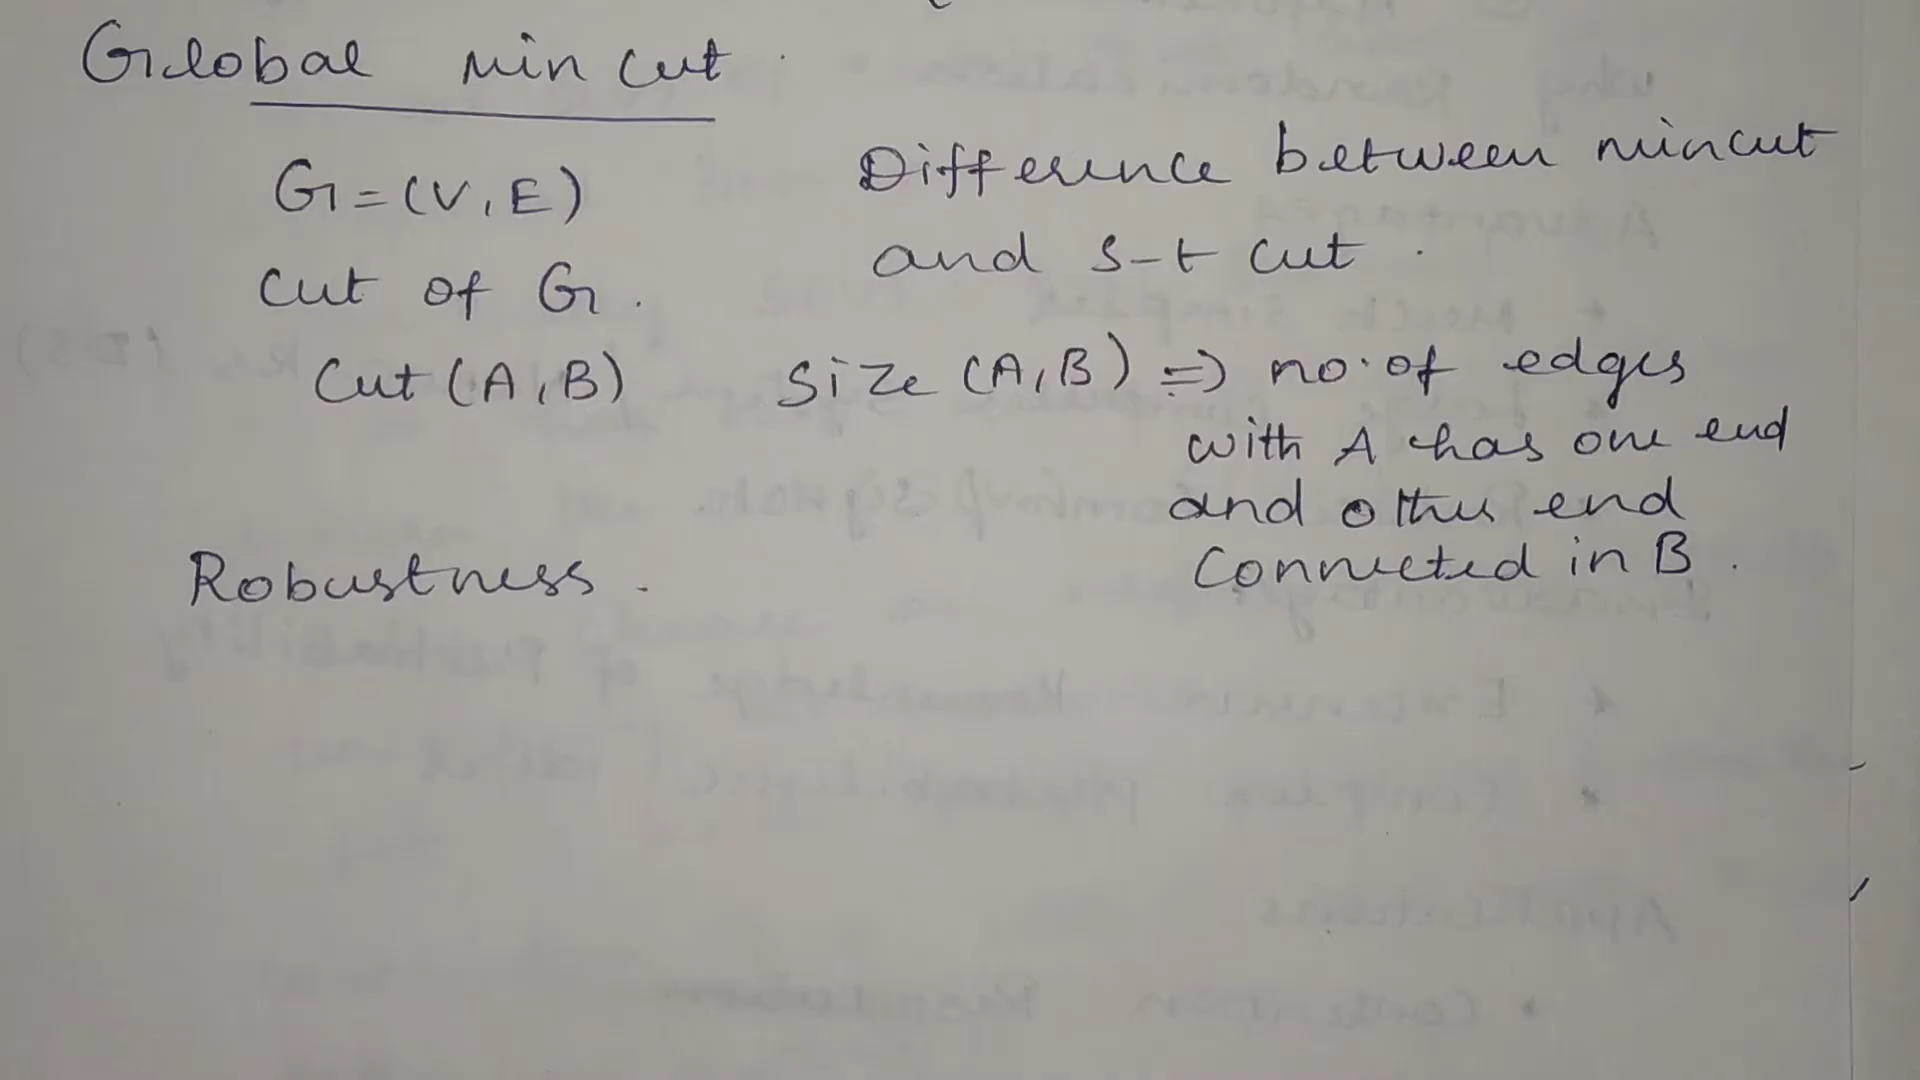 Global min cut.
G=(V,E)
Difference between mincut
and s-t cut.
cut of G.
Cut(A,B)
Size (A,B) => no. of edges
with A has one end
and other end
Connected in B.
Robustness.